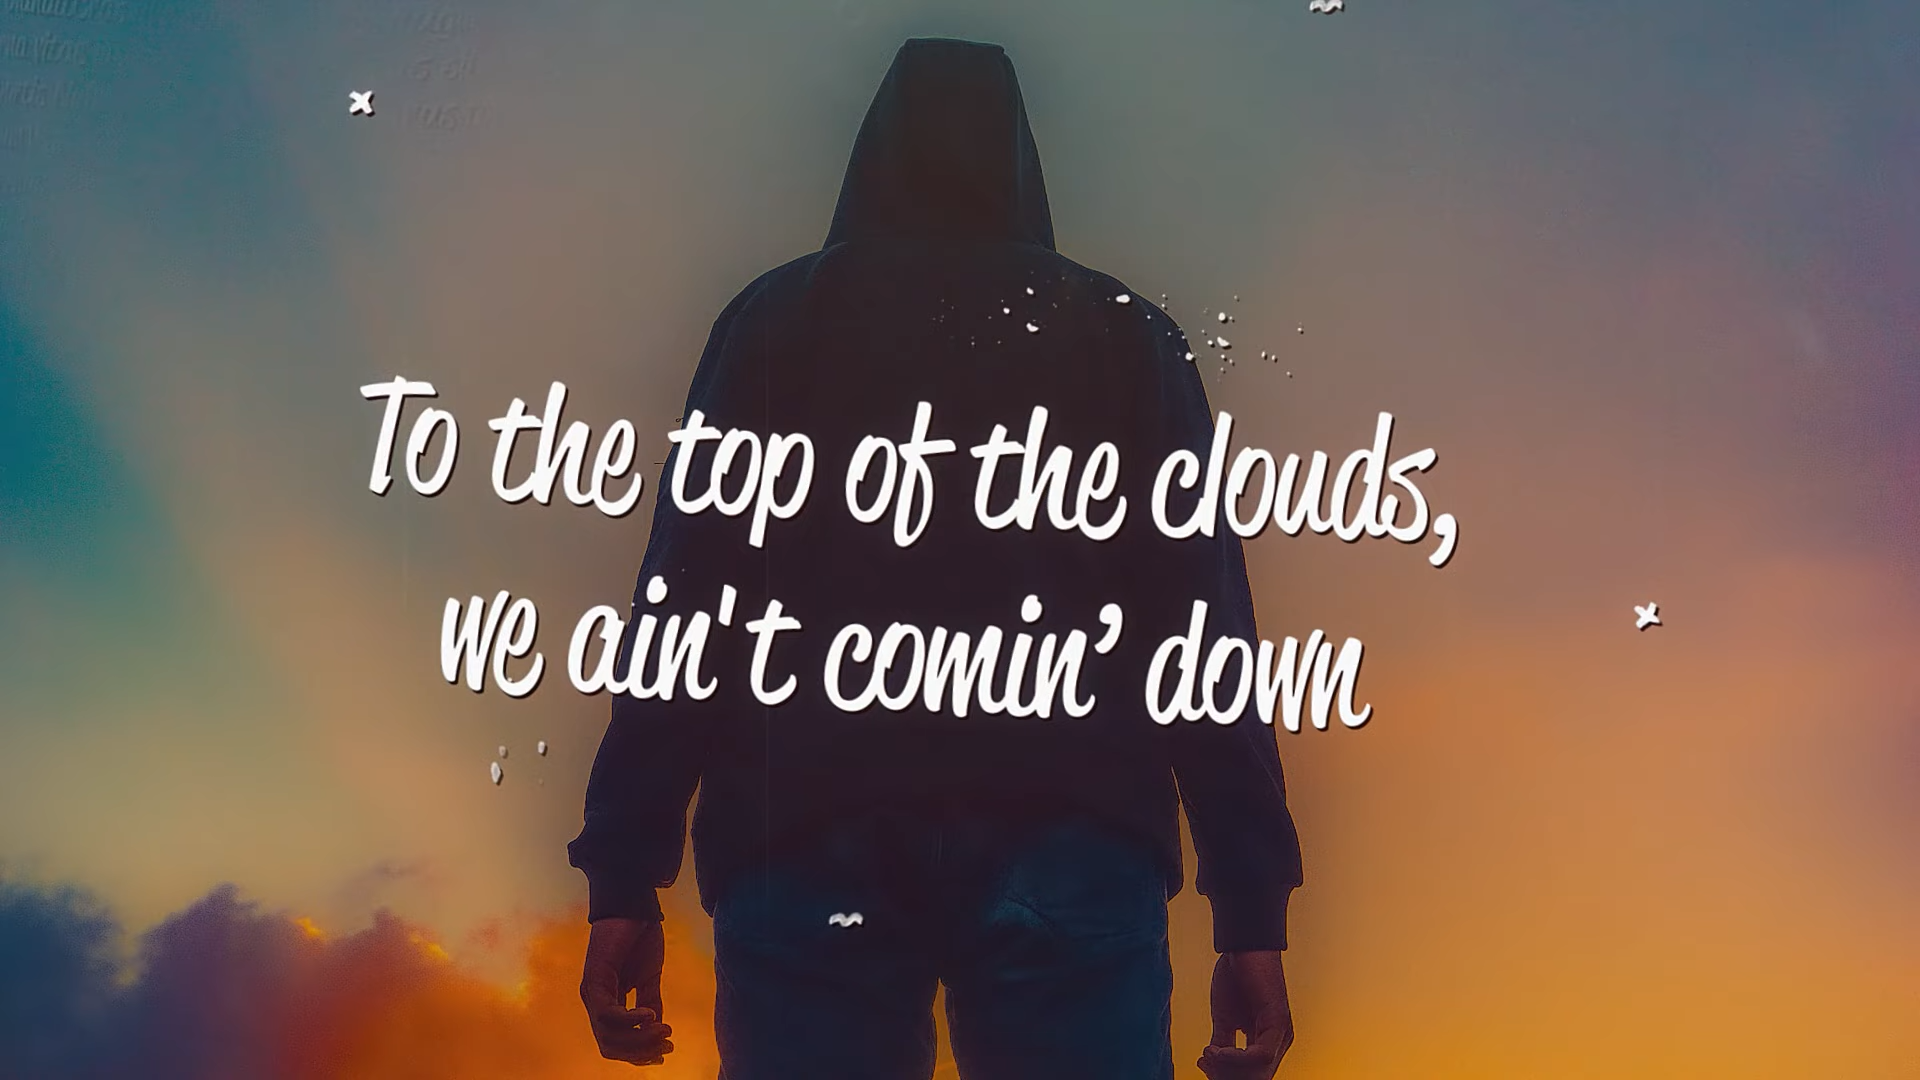 To the top of the clouds,
we ain't comin’ down